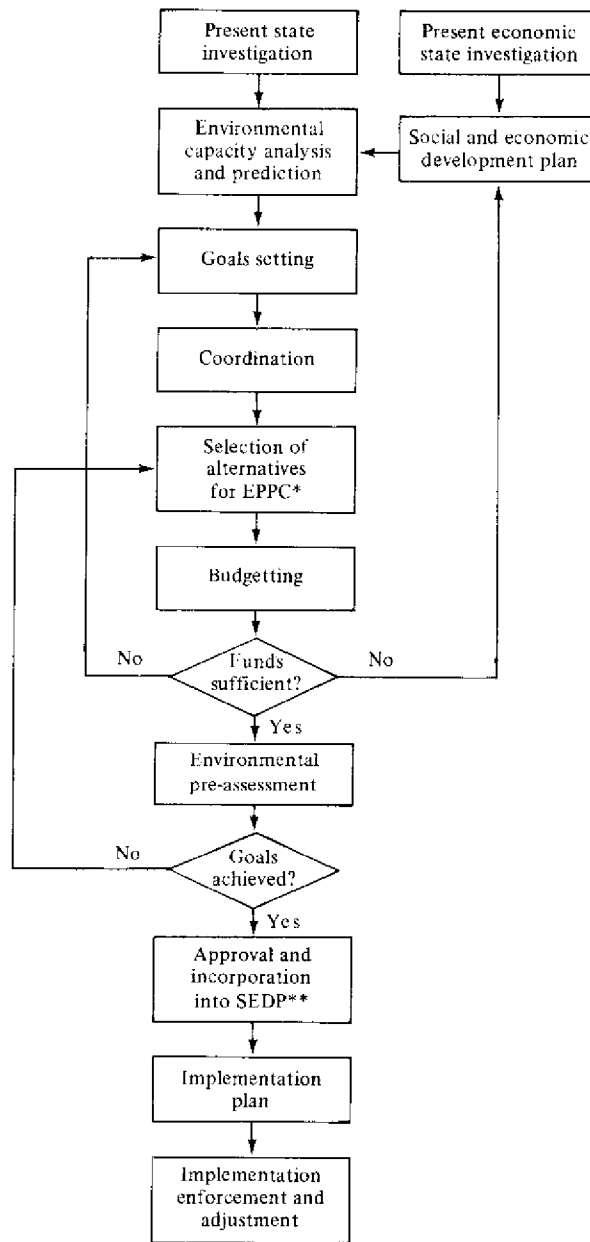 Present state
investigation
Present economic
state investigation
Environmental
capacity analysis
and prediction
Social and economic
development plan
Goals setting
Coordination
Selection of
alternatives
for EPPC*
Budgetting
No
Funds
sufficient?
No
Yes
Environmental
pre-assessment
No
Goals
achieved?
Yes
Approval and
incorporation
into SEDP**
Implementation
plan
Implementation
enforcement and
adjustment